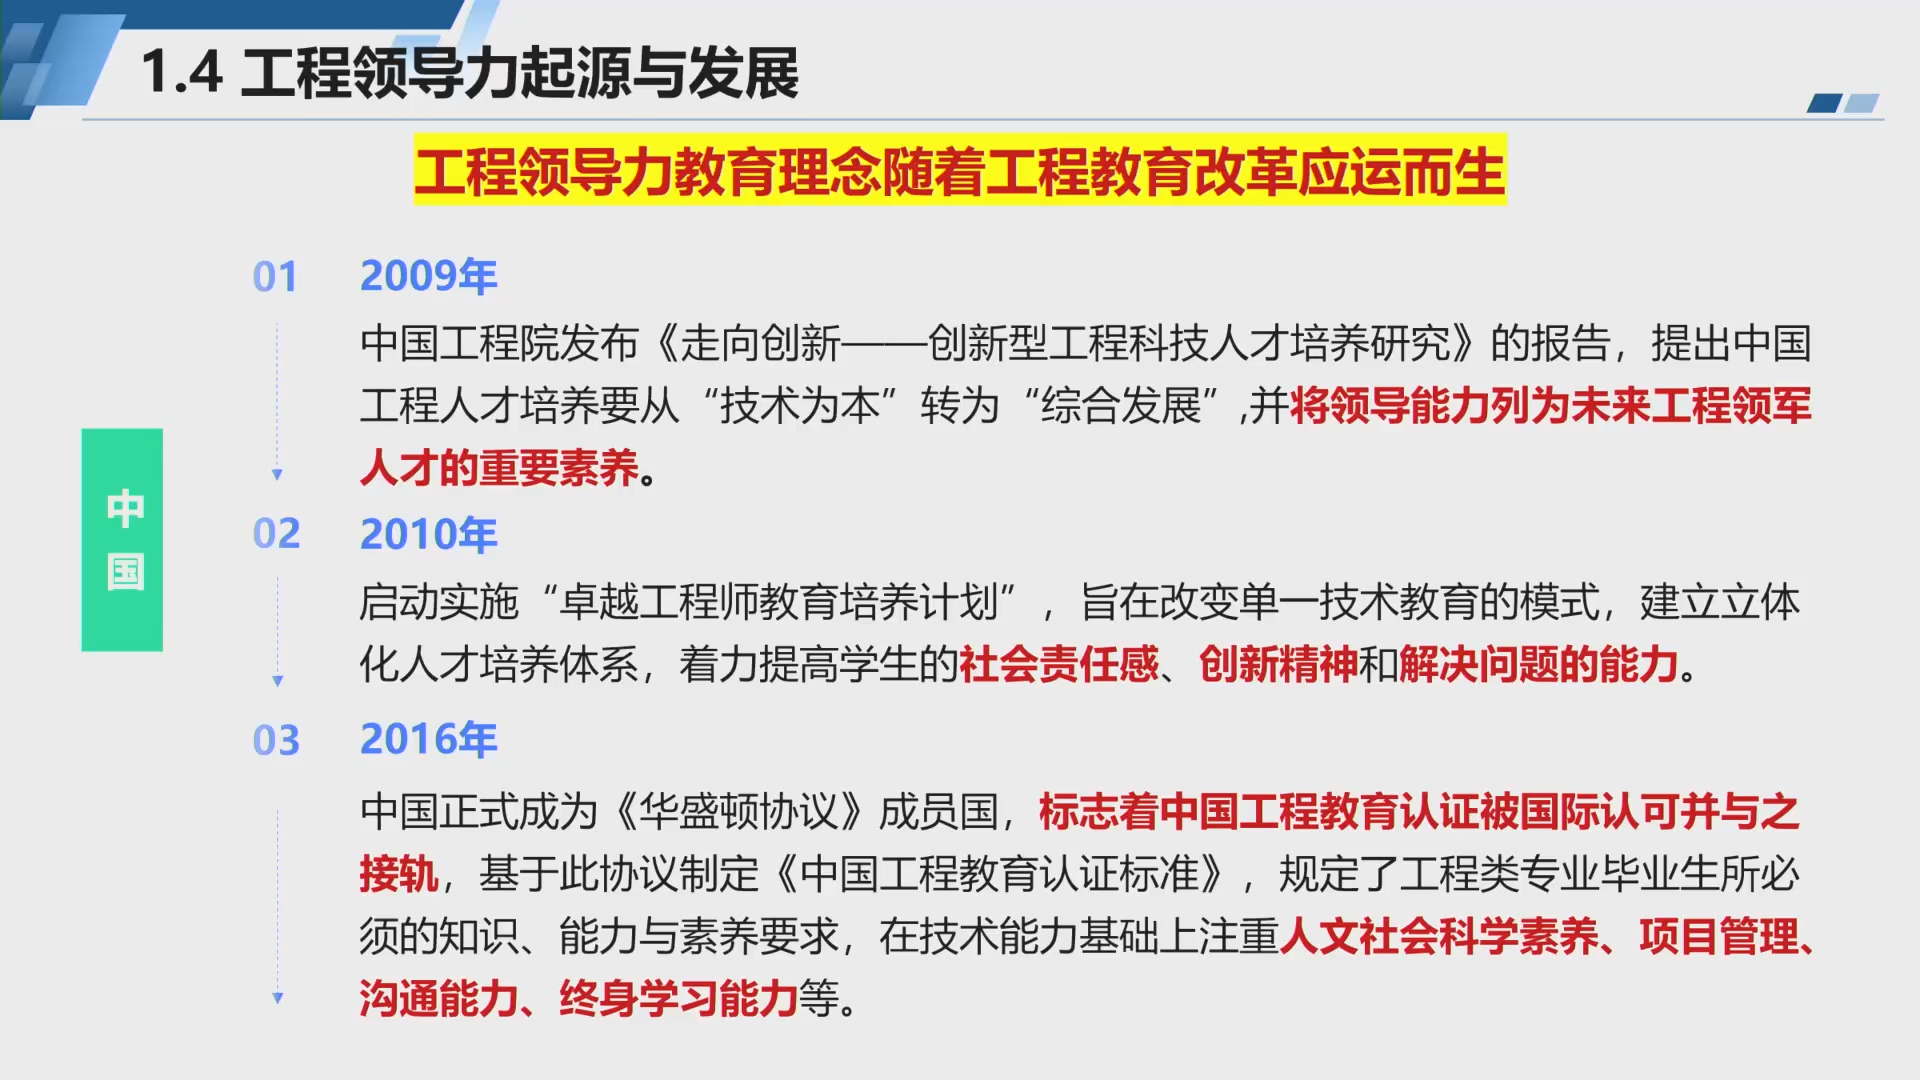 1.4 工程领导力起源与发展
工程领导力教育理念随着工程教育改革应运而生
中国
01 2009年
中国工程院发布《走向创新——创新型工程科技人才培养研究》的报告，提出中国
工程人才培养要从“技术为本”转为“综合发展”,并将领导能力列为未来工程领军
人才的重要素养。
02 2010年
启动实施“卓越工程师教育培养计划”，旨在改变单一技术教育的模式，建立立体
化人才培养体系，着力提高学生的社会责任感、创新精神和解决问题的能力。
03 2016年
中国正式成为《华盛顿协议》成员国，标志着中国工程教育认证被国际认可并与之
接轨，基于此协议制定《中国工程教育认证标准》，规定了工程类专业毕业生所必
须的知识、能力与素养要求，在技术能力基础上注重人文社会科学素养、项目管理、
沟通能力、终身学习能力等。